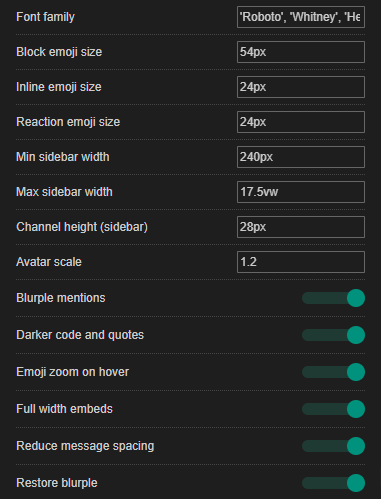 Font family 'Roboto', 'Whitney', 'He
Block emoji size 54px
Inline emoji size 24px
Reaction emoji size 24px
Min sidebar width 240px
Max sidebar width 17.5vw
Channel height (sidebar) 28px
Avatar scale 1.2
Blurple mentions
Darker code and quotes
Emoji zoom on hover
Full width embeds
Reduce message spacing
Restore blurple